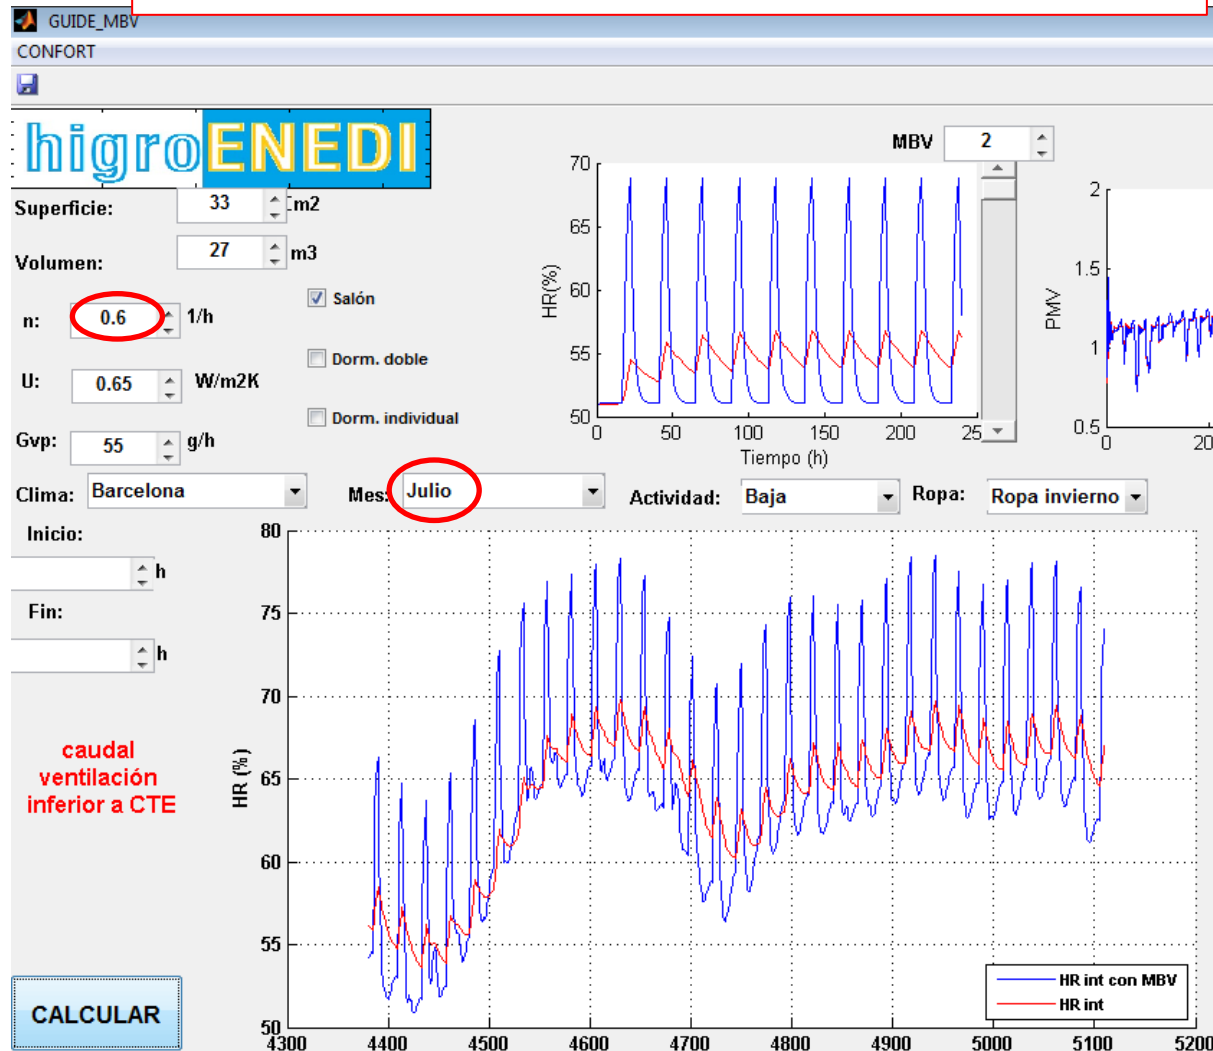 GUIDE_MBV
CONFORT
higroENEDI
MBV 2
Superficie: 33 m2
Volumen: 27 m3
n: 0.6 1/h
U: 0.65 W/m2K
Gvp: 55 g/h
Salón
Dorm. doble
Dorm. individual
70
65
60
55
50
HR(%)
0 50 100 150 200 25
Tiempo (h)
2
1.5
1
0.5
PMV
0 20
Clima: Barcelona Mes: Julio Actividad: Baja Ropa: Ropa invierno
Inicio:
h
Fin:
h
caudal
ventilación
inferior a CTE
CALCULAR
80
75
70
65
60
55
50
HR (%)
4300 4400 4500 4600 4700 4800 4900 5000 5100 5200
HR int con MBV
HR int